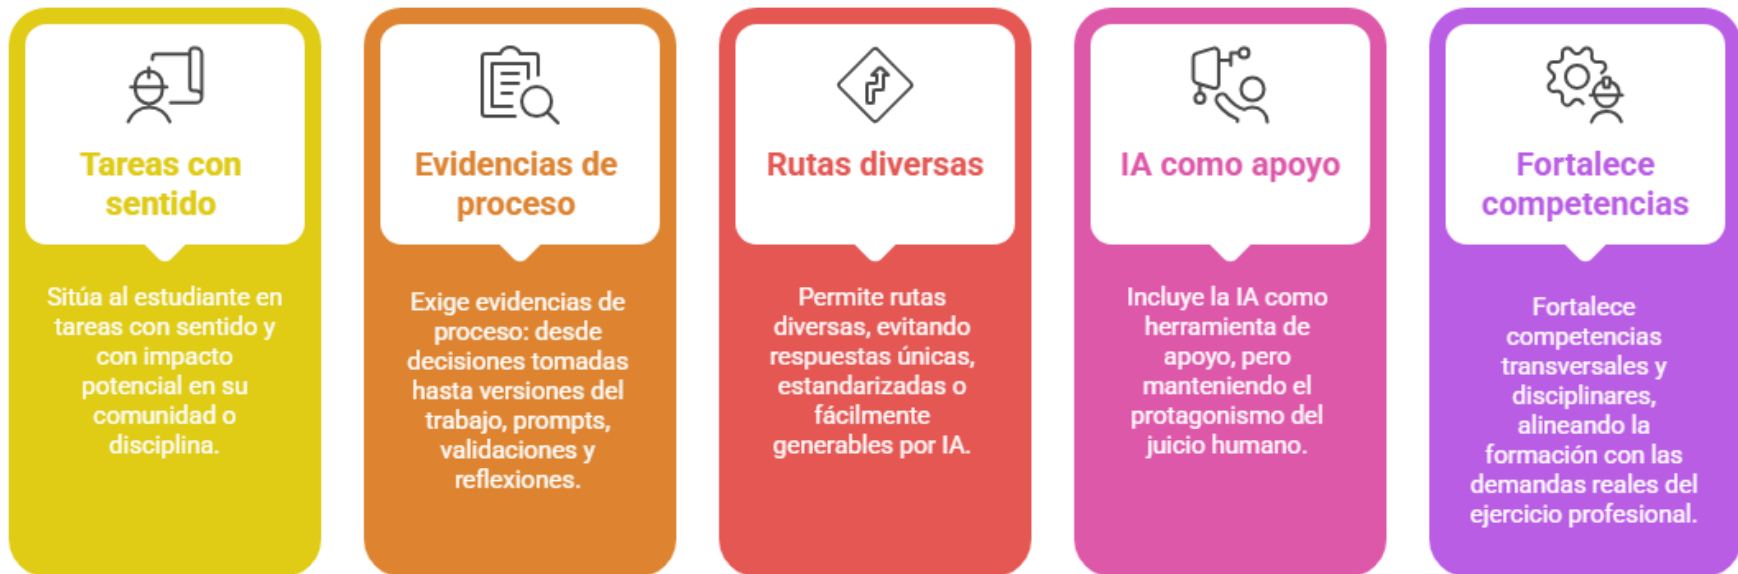 Tareas con
sentido
Sitúa al estudiante en
tareas con sentido y
con impacto
potencial en su
comunidad o
disciplina.
Evidencias de
proceso
Exige evidencias de
proceso: desde
decisiones tomadas
hasta versiones del
trabajo, prompts,
validaciones y
reflexiones.
Rutas diversas
Permite rutas
diversas, evitando
respuestas únicas,
estandarizadas o
fácilmente
generables por IA.
IA como apoyo
Incluye la IA como
herramienta de
apoyo, pero
manteniendo el
protagonismo del
juicio humano.
Fortalece
competencias
Fortalece
competencias
transversales y
disciplinares,
alineando la
formación con las
demandas reales del
ejercicio profesional.